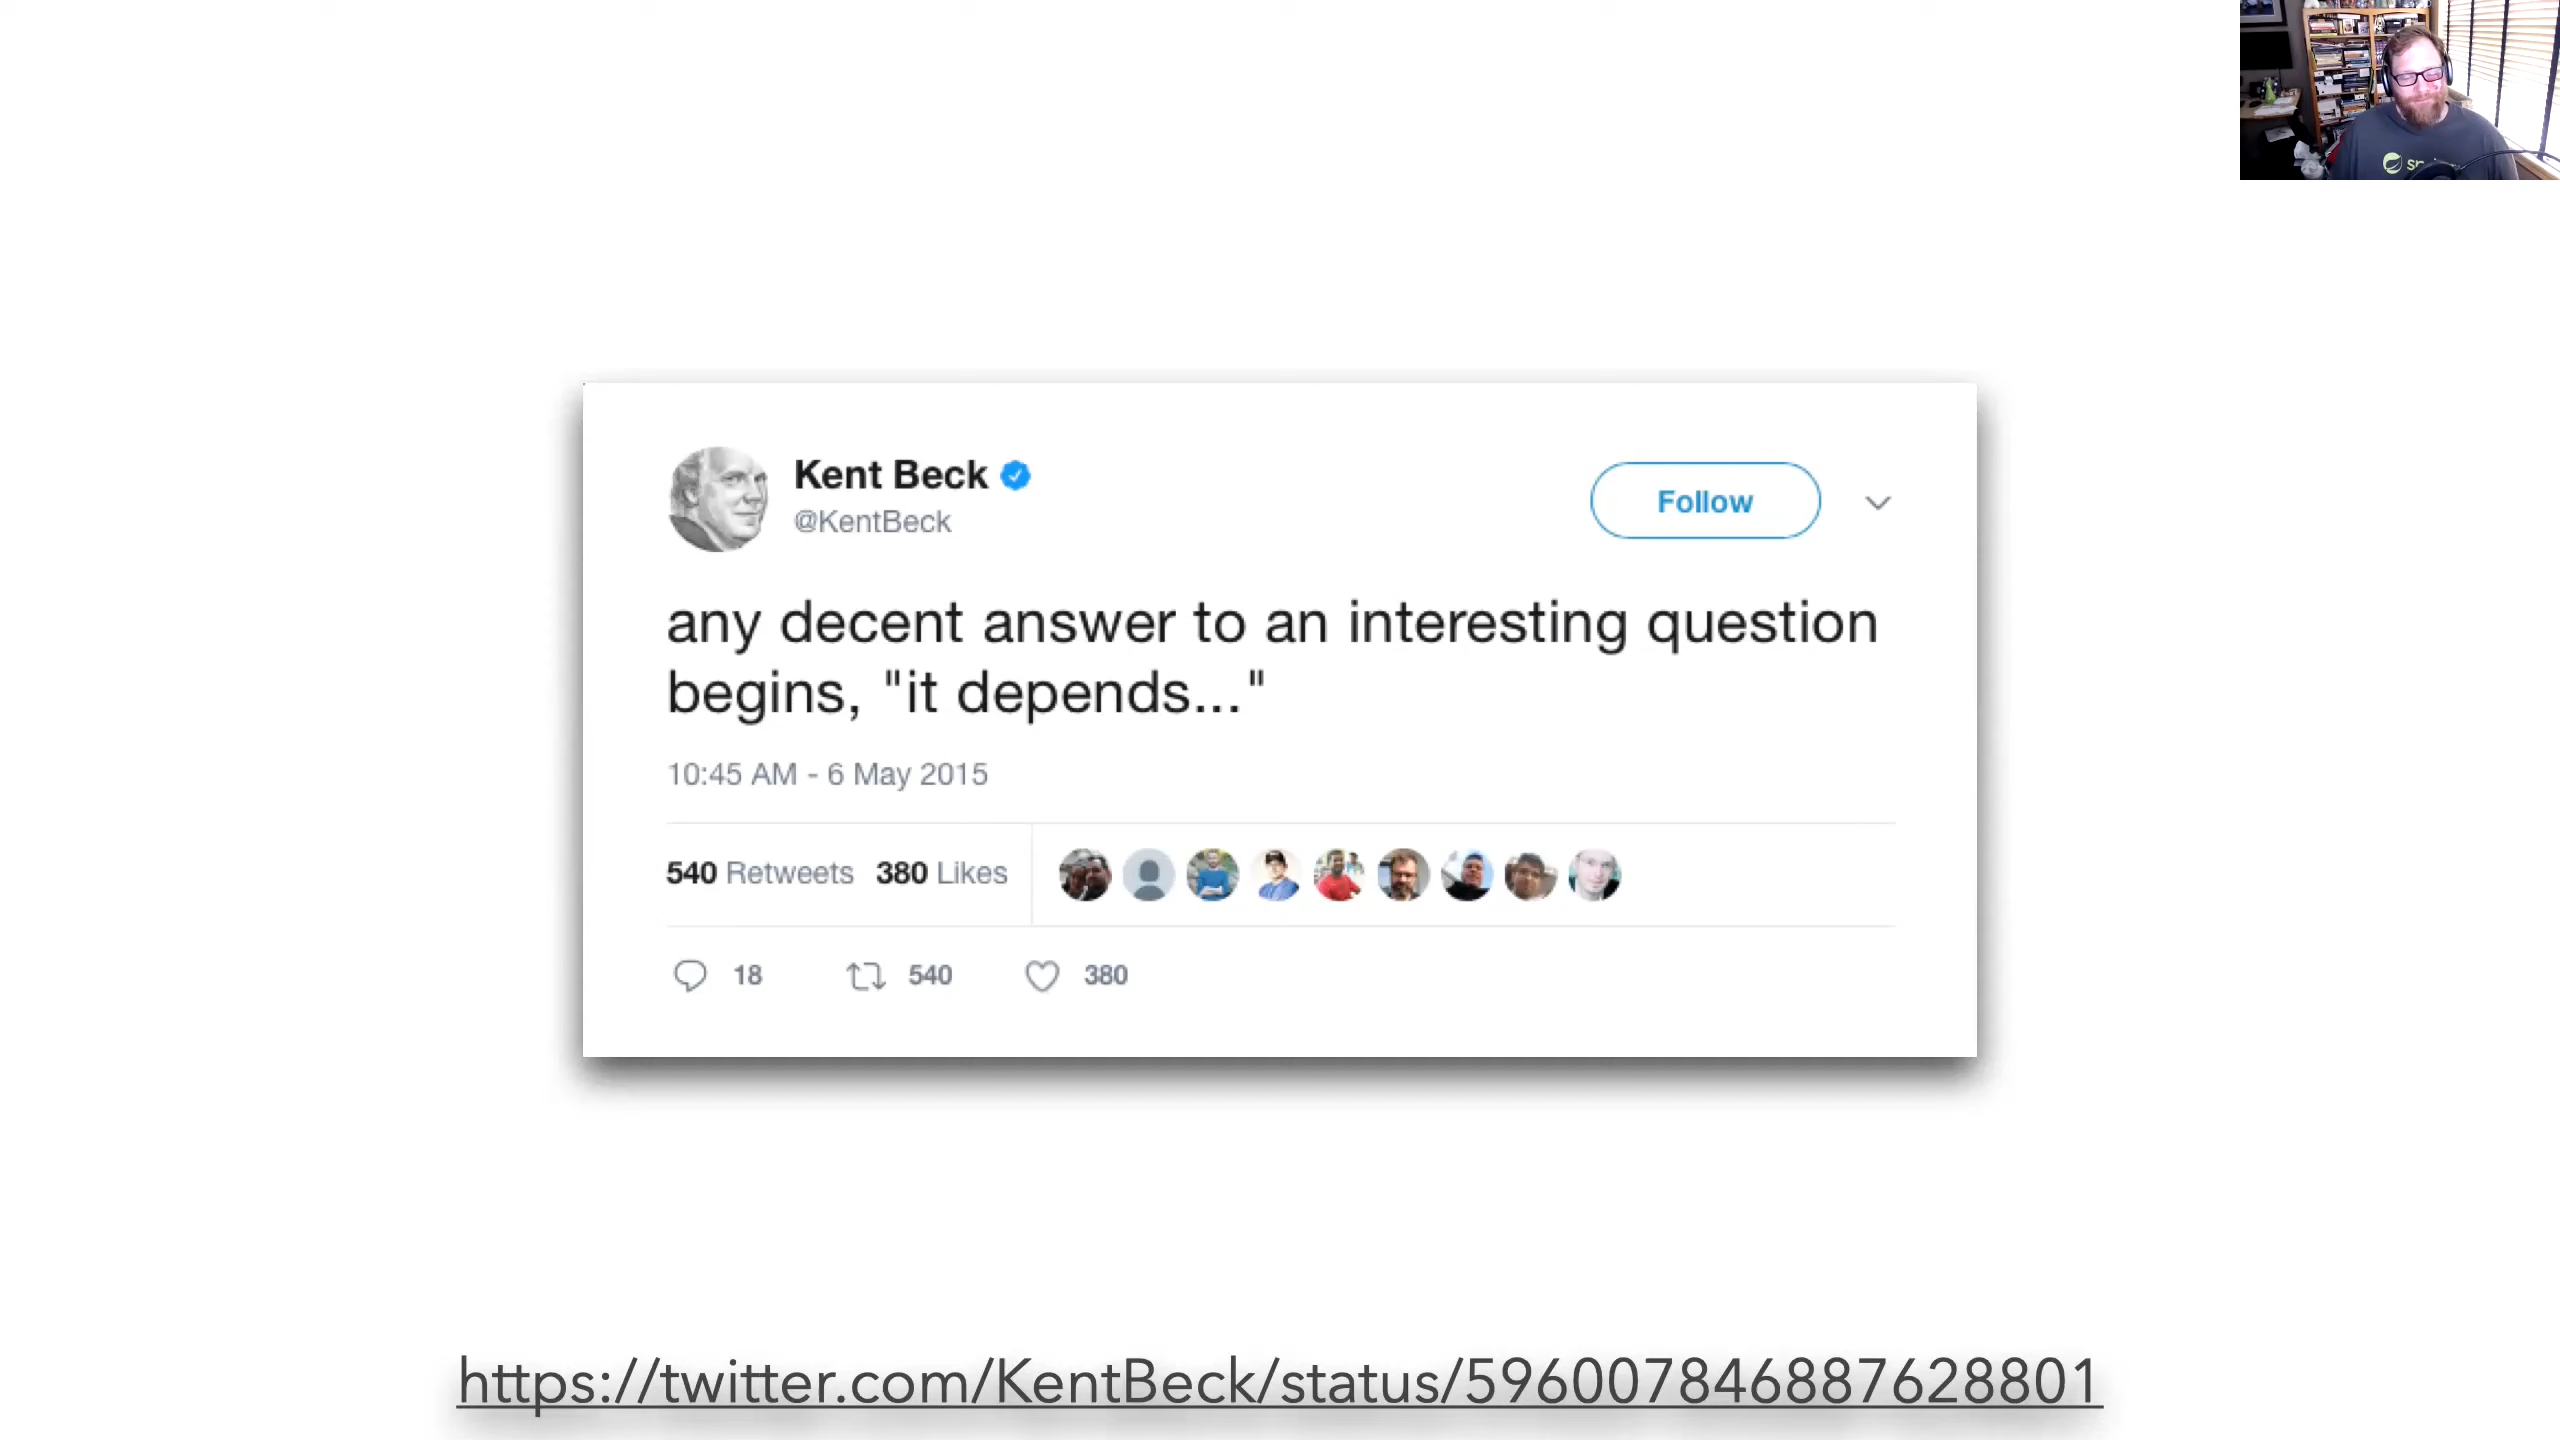 Kent Beck
@KentBeck
Follow
any decent answer to an interesting question
begins, "it depends..."
10:45 AM - 6 May 2015
540 Retweets 380 Likes
18 540 380
https://twitter.com/KentBeck/status/596007846887628801